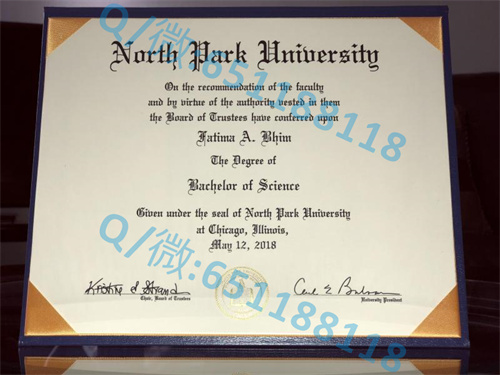 North Park University
On the recommendation of the faculty
and by virtue of the authority vested in them
the Board of Trustees have conferred upon
Fatima A. Bhim
The Degree of
Bachelor of Science
Given under the seal of North Park University
at Chicago, Illinois,
May 12, 2018
Chair, Board of Trustees
University President
Q/微:651188118
Q/微:651188118